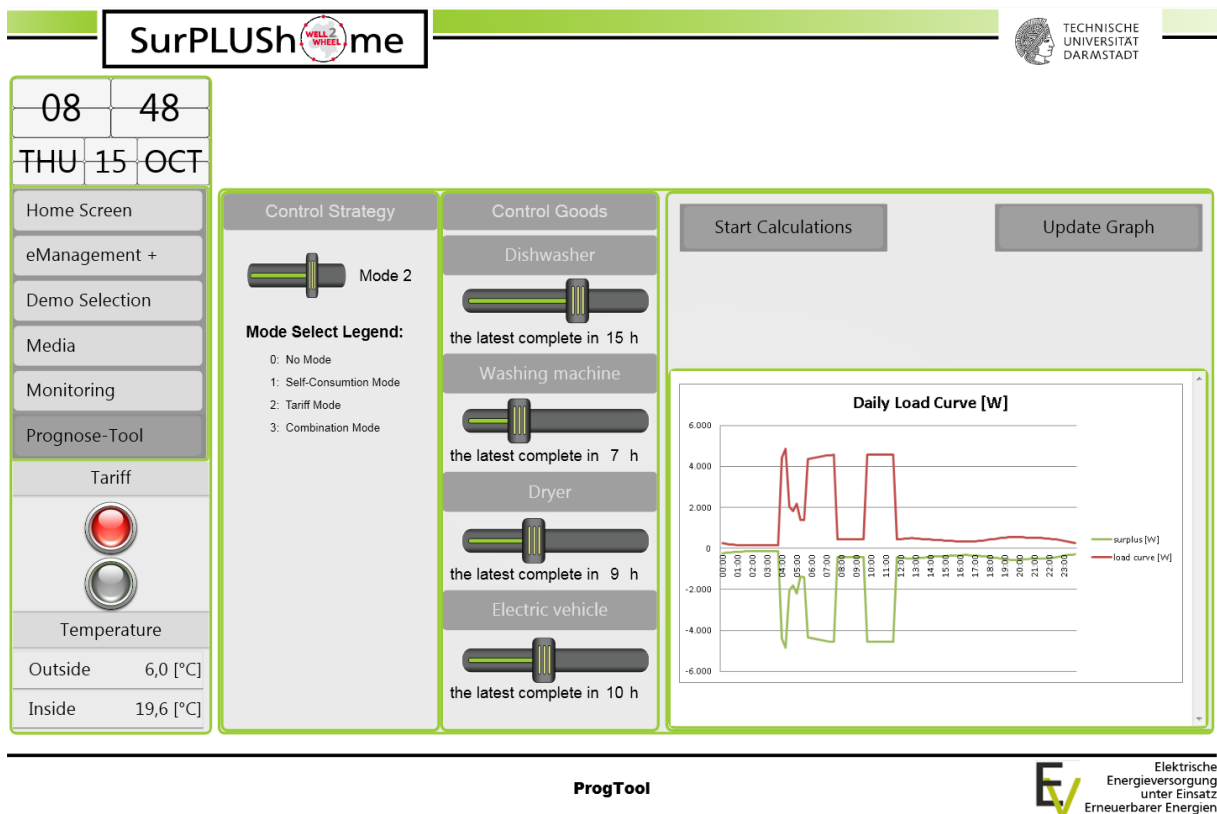 SurPLUSh WELL 2 WHEEL me
TECHNISCHE
UNIVERSITÄT
DARMSTADT
08 48
THU 15 OCT
Home Screen
eManagement +
Demo Selection
Media
Monitoring
Prognose-Tool
Tariff
Temperature
Outside 6,0 [°C]
Inside 19,6 [°C]
Control Strategy
Mode 2
Mode Select Legend:
0: No Mode
1: Self-Consumtion Mode
2: Tariff Mode
3: Combination Mode
Control Goods
Dishwasher
the latest complete in 15 h
Washing machine
the latest complete in 7 h
Dryer
the latest complete in 9 h
Electric vehicle
the latest complete in 10 h
Start Calculations
Update Graph
Daily Load Curve [W]
6.000
4.000
2.000
0
-2.000
-4.000
-6.000
00:00 01:00 02:00 03:00 04:00 05:00 06:00 07:00 08:00 09:00 10:00 11:00 12:00 13:00 14:00 15:00 16:00 17:00 18:00 19:00 20:00 21:00 22:00 23:00
surplus [W]
load curve [W]
ProgTool
EV
Elektrische
Energieversorgung
unter Einsatz
Erneuerbarer Energien